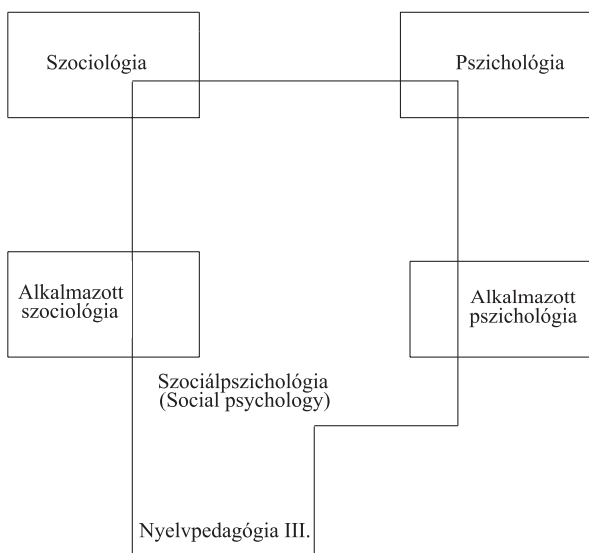 Szociológia
Pszichológia
Alkalmazott
szociológia
Alkalmazott
pszichológia
Szociálpszichológia
(Social psychology)
Nyelvpedagógia III.